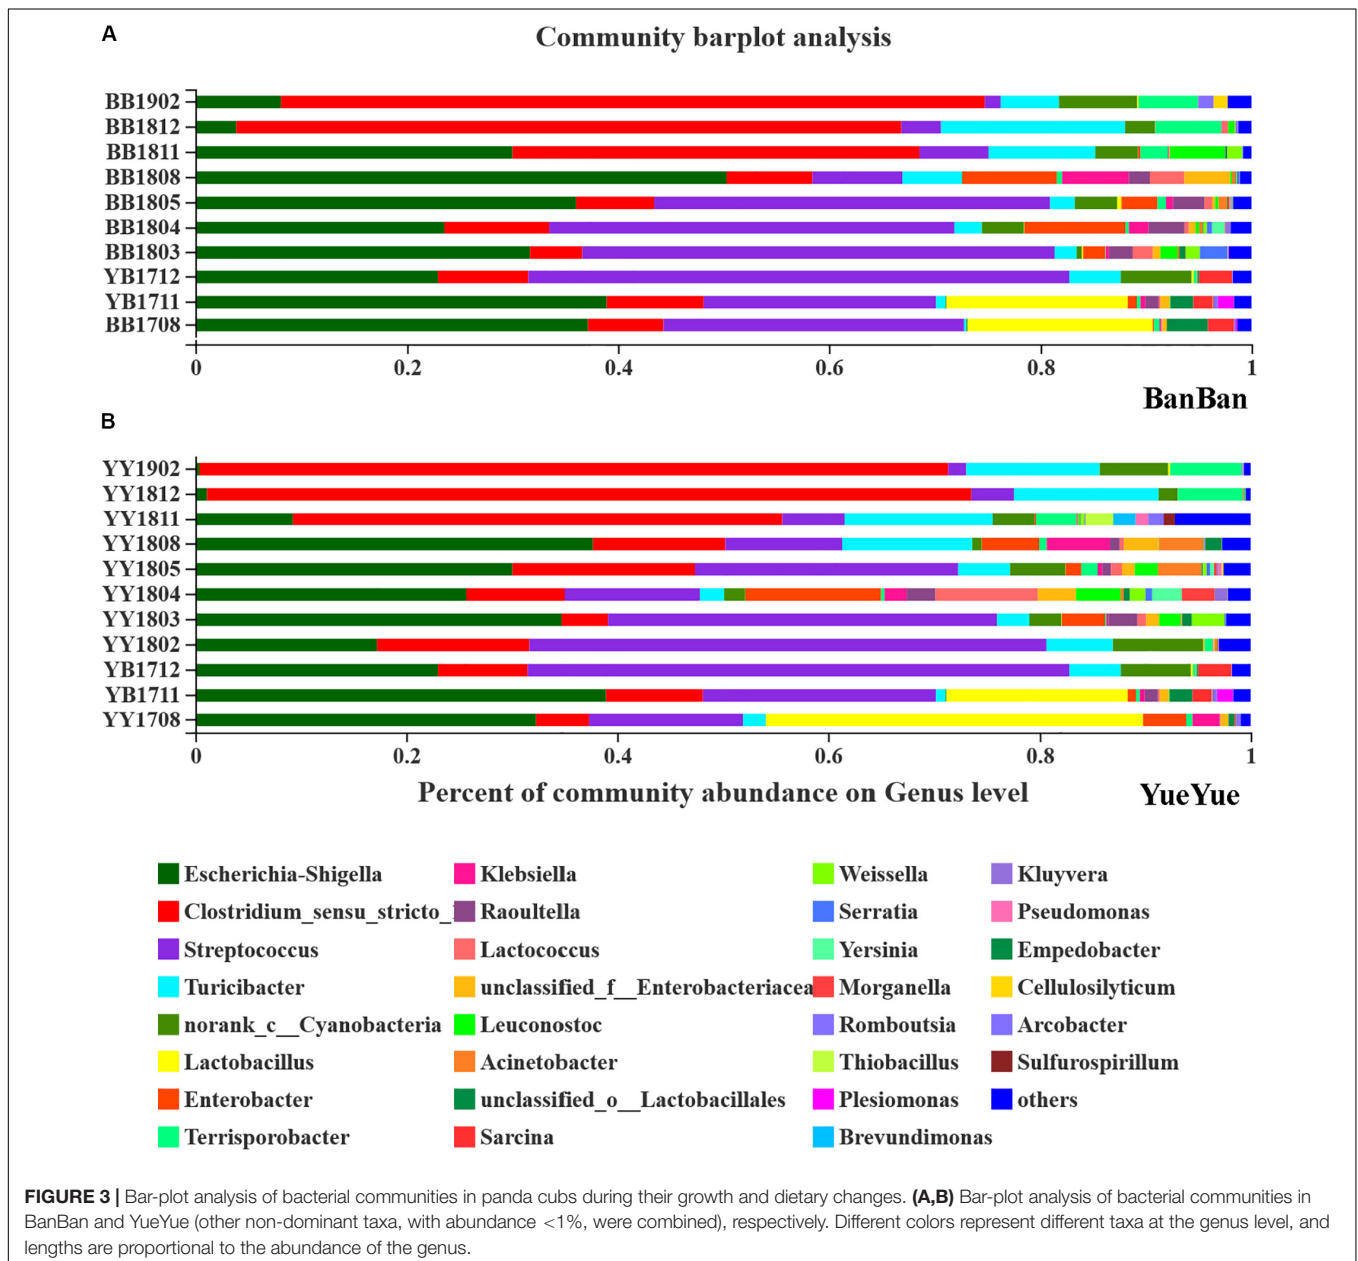 A
Community barplot analysis
BB1902
BB1812
BB1811
BB1808
BB1805
BB1804
BB1803
YB1712
YB1711
BB1708
0 0.2 0.4 0.6 0.8 1
BanBan
B
YY1902
YY1812
YY1811
YY1808
YY1805
YY1804
YY1803
YY1802
YB1712
YB1711
YY1708
0 0.2 0.4 0.6 0.8 1
Percent of community abundance on Genus level YueYue
Escherichia-Shigella Klebsiella Weissella Kluyvera
Clostridium_sensu_stricto_ Raoultella Serratia Pseudomonas
Streptococcus Lactococcus Yersinia Empedobacter
Turicibacter unclassified_f__Enterobacteriacea Morganella Cellulosilyticum
norank_c__Cyanobacteria Leuconostoc Romboutsia Arcobacter
Lactobacillus Acinetobacter Thiobacillus Sulfurospirillum
Enterobacter unclassified_o__Lactobacillales Plesiomonas others
Terrisporobacter Sarcina Brevundimonas
FIGURE 3 | Bar-plot analysis of bacterial communities in panda cubs during their growth and dietary changes. (A,B) Bar-plot analysis of bacterial communities in
BanBan and YueYue (other non-dominant taxa, with abundance <1%, were combined), respectively. Different colors represent different taxa at the genus level, and
lengths are proportional to the abundance of the genus.